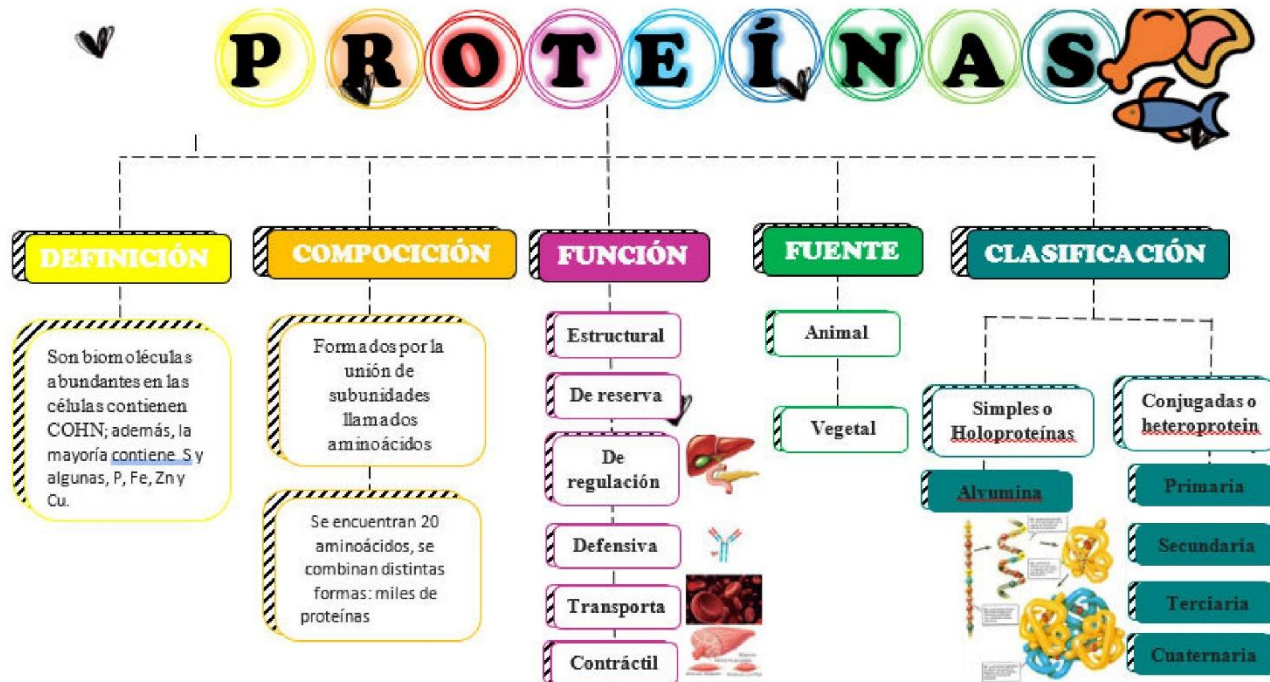 PROTEÍNAS
DEFINICIÓN
Son biomoléculas
abundantes en las
células contienen
COHN; además, la
mayoría contiene S y
algunas, P, Fe, Zn y
Cu.
COMPOCICIÓN
Formados por la
unión de
subunidades
llamados
aminoácidos
Se encuentran 20
aminoácidos, se
combinan distintas
formas: miles de
proteínas
FUNCIÓN
Estructural
De reserva
De
regulación
Defensiva
Transporta
Contráctil
FUENTE
Animal
Vegetal
CLASIFICACIÓN
Simples o
Holoproteínas
Alvumina
Conjugadas o
heteroprotein
Primaria
Secundaria
Terciaria
Cuaternaria